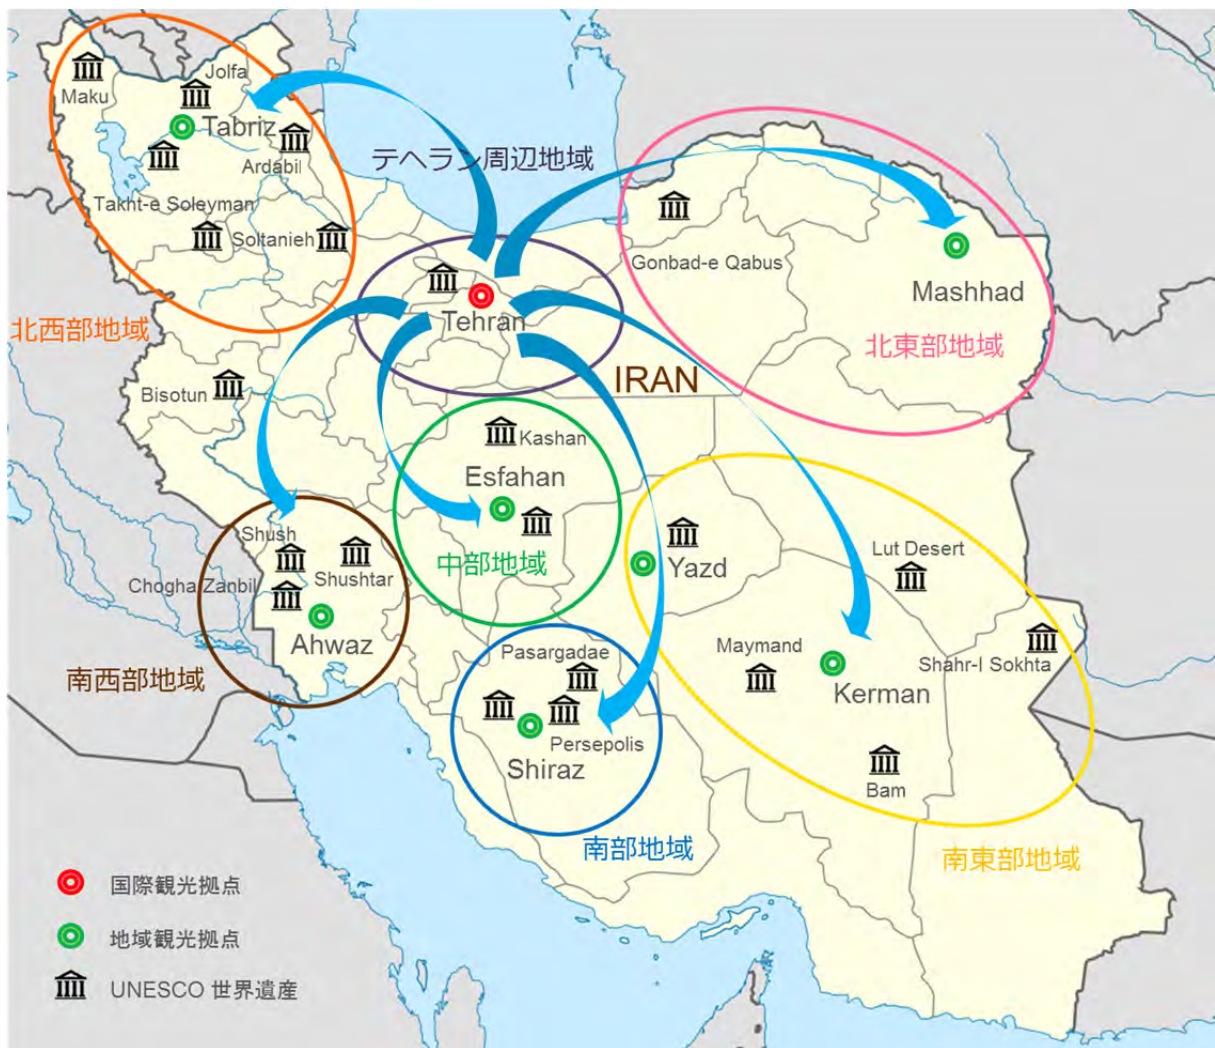 Jolfa
Maku
Tabriz
Ardabil
テヘラン周辺地域
Takht-e Soleyman
Soltanieh
Gonbad-e Qabus
Mashhad
Tehran
北西部地域
北東部地域
IRAN
Bisotun
Kashan
Esfahan
Shush
Shushtar
Chogha Zanbil
中部地域
Yazd
Lut Desert
Ahwaz
Pasargadae
Maymand
Shahr-I Sokhta
南西部地域
Kerman
Persepolis
Shiraz
Bam
南部地域
南東部地域
国際観光拠点
地域観光拠点
UNESCO 世界遺産